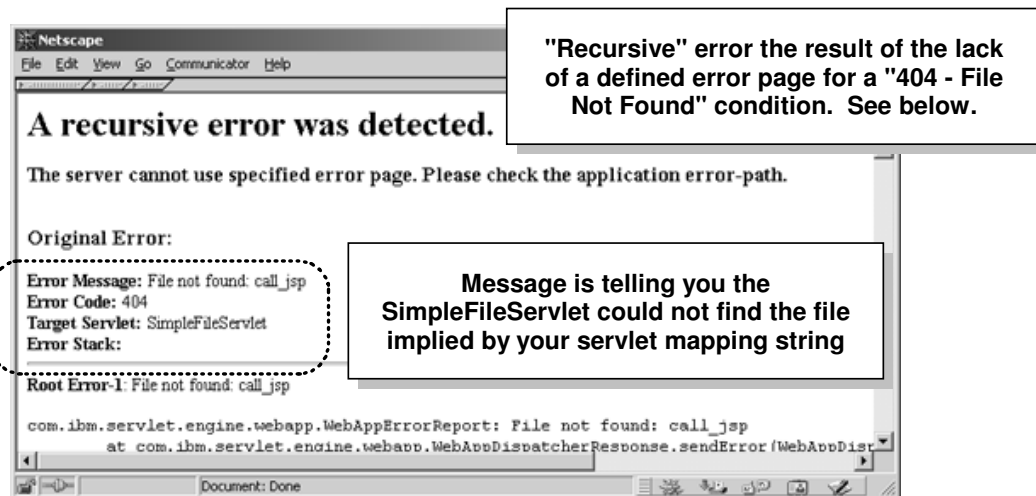 Netscape
File Edit View Go Communicator Help
"Recursive" error the result of the lack
of a defined error page for a "404 - File
Not Found" condition. See below.
A recursive error was detected.
The server cannot use specified error page. Please check the application error-path.
Original Error:
Error Message: File not found: call_jsp
Error Code: 404
Target Servlet: SimpleFileServlet
Error Stack:
Message is telling you the
SimpleFileServlet could not find the file
implied by your servlet mapping string
Root Error-1: File not found: call_jsp
com.ibm.servlet.engine.webapp.WebAppErrorReport: File not found: call_jsp
at com.ibm.servlet.engine.webapp.WebAppDispatcherResponse.sendError(WebAppDist
Document: Done